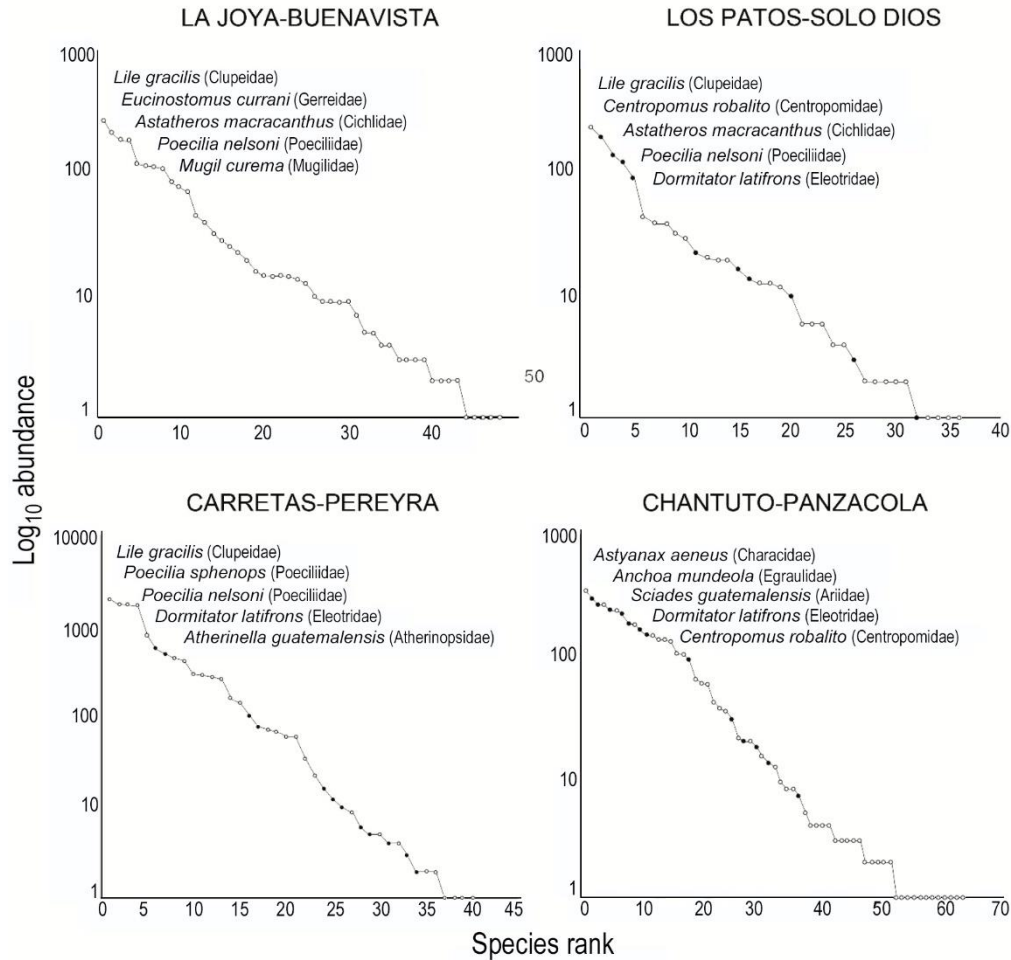 LA JOYA-BUENAVISTA
1000
100
10
1
Lile gracilis (Clupeidae)
Eucinostomus currani (Gerreidae)
Astatheros macracanthus (Cichlidae)
Poecilia nelsoni (Poeciliidae)
Mugil curema (Mugilidae)
0 10 20 30 40
50
LOS PATOS-SOLO DIOS
1000
100
10
1
Lile gracilis (Clupeidae)
Centropomus robalito (Centropomidae)
Astatheros macracanthus (Cichlidae)
Poecilia nelsoni (Poeciliidae)
Dormitator latifrons (Eleotridae)
0 5 10 15 20 25 30 35 40
Log10 abundance
CARRETAS-PEREYRA
10000
1000
100
10
1
Lile gracilis (Clupeidae)
Poecilia sphenops (Poeciliidae)
Poecilia nelsoni (Poeciliidae)
Dormitator latifrons (Eleotridae)
Atherinella guatemalensis (Atherinopsidae)
0 5 10 15 20 25 30 35 40 45
CHANTUTO-PANZACOLA
1000
100
10
1
Astyanax aeneus (Characidae)
Anchoa mundeola (Egraulidae)
Sciades guatemalensis (Ariidae)
Dormitator latifrons (Eleotridae)
Centropomus robalito (Centropomidae)
0 10 20 30 40 50 60 70
Species rank